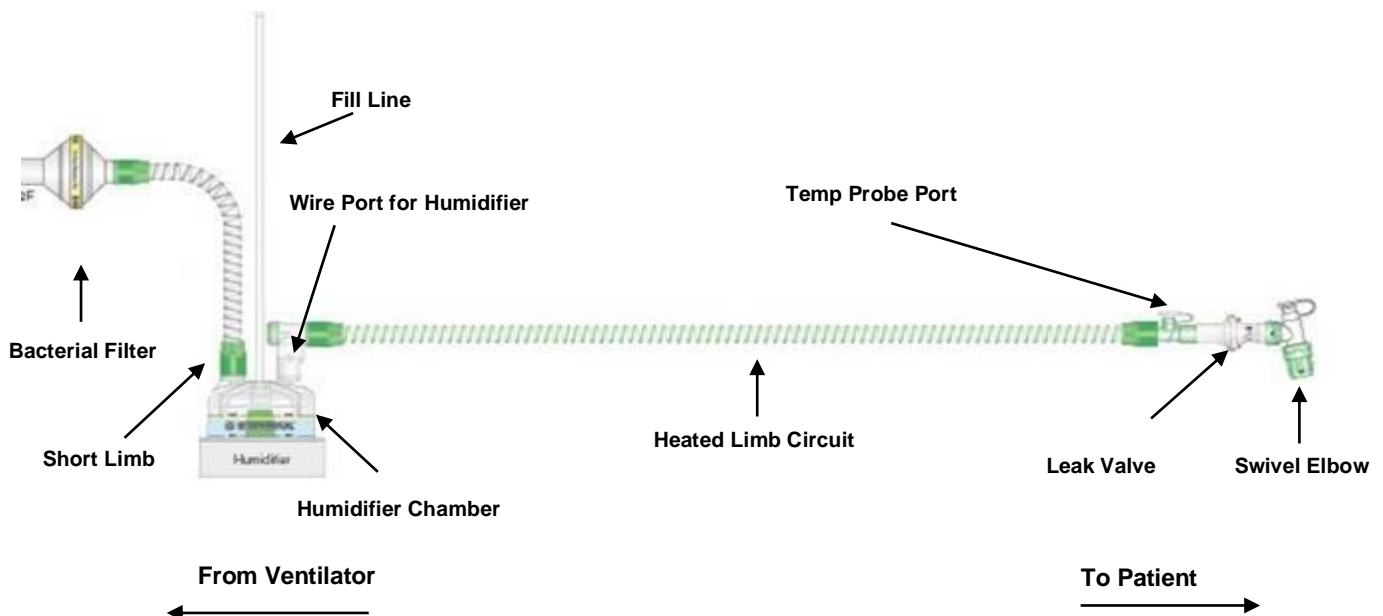 Fill Line
Wire Port for Humidifier
Temp Probe Port
Bacterial Filter
Short Limb
Heated Limb Circuit
Leak Valve
Swivel Elbow
Humidifier
Humidifier Chamber
From Ventilator
To Patient